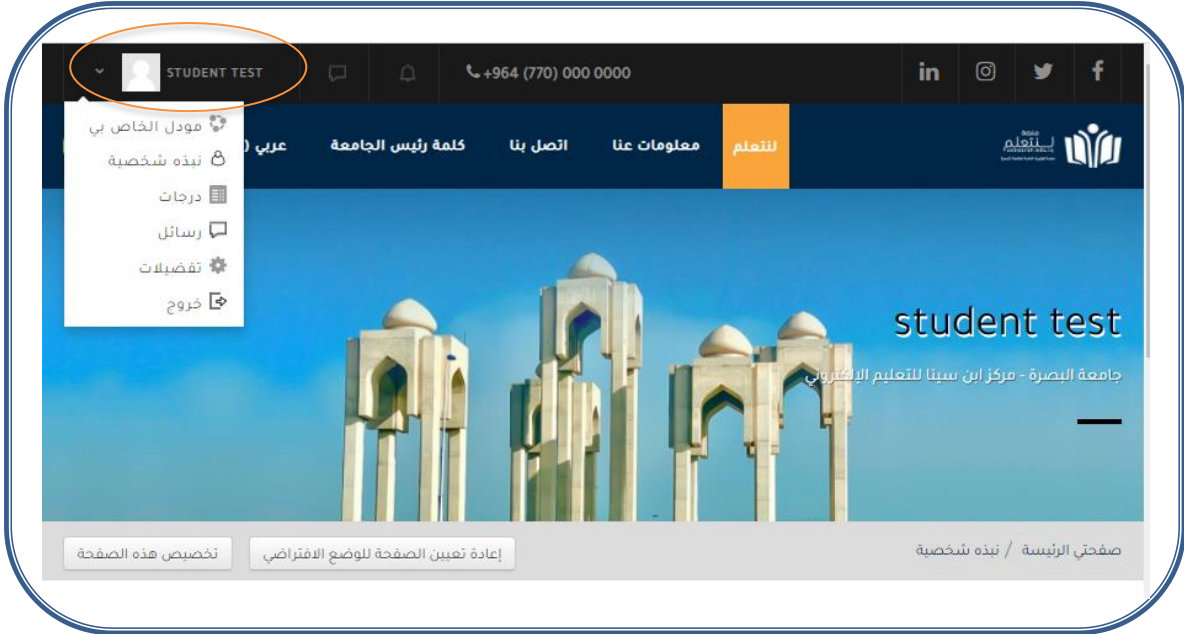 STUDENT TEST
+964 (770) 000 0000
in
f
مودل الخاص بي
نبذه شخصية
درجات
رسائل
تفضيلات
خروج
للتعلم
معلومات عنا
اتصل بنا
كلمة رئيس الجامعة
عربي (
student test
جامعة البصرة - مركز ابن سينا للتعليم الإلكتروني
صفحتي الرئيسة / نبذه شخصية
إعادة تعيين الصفحة للوضع الافتراضي
تخصيص هذه الصفحة